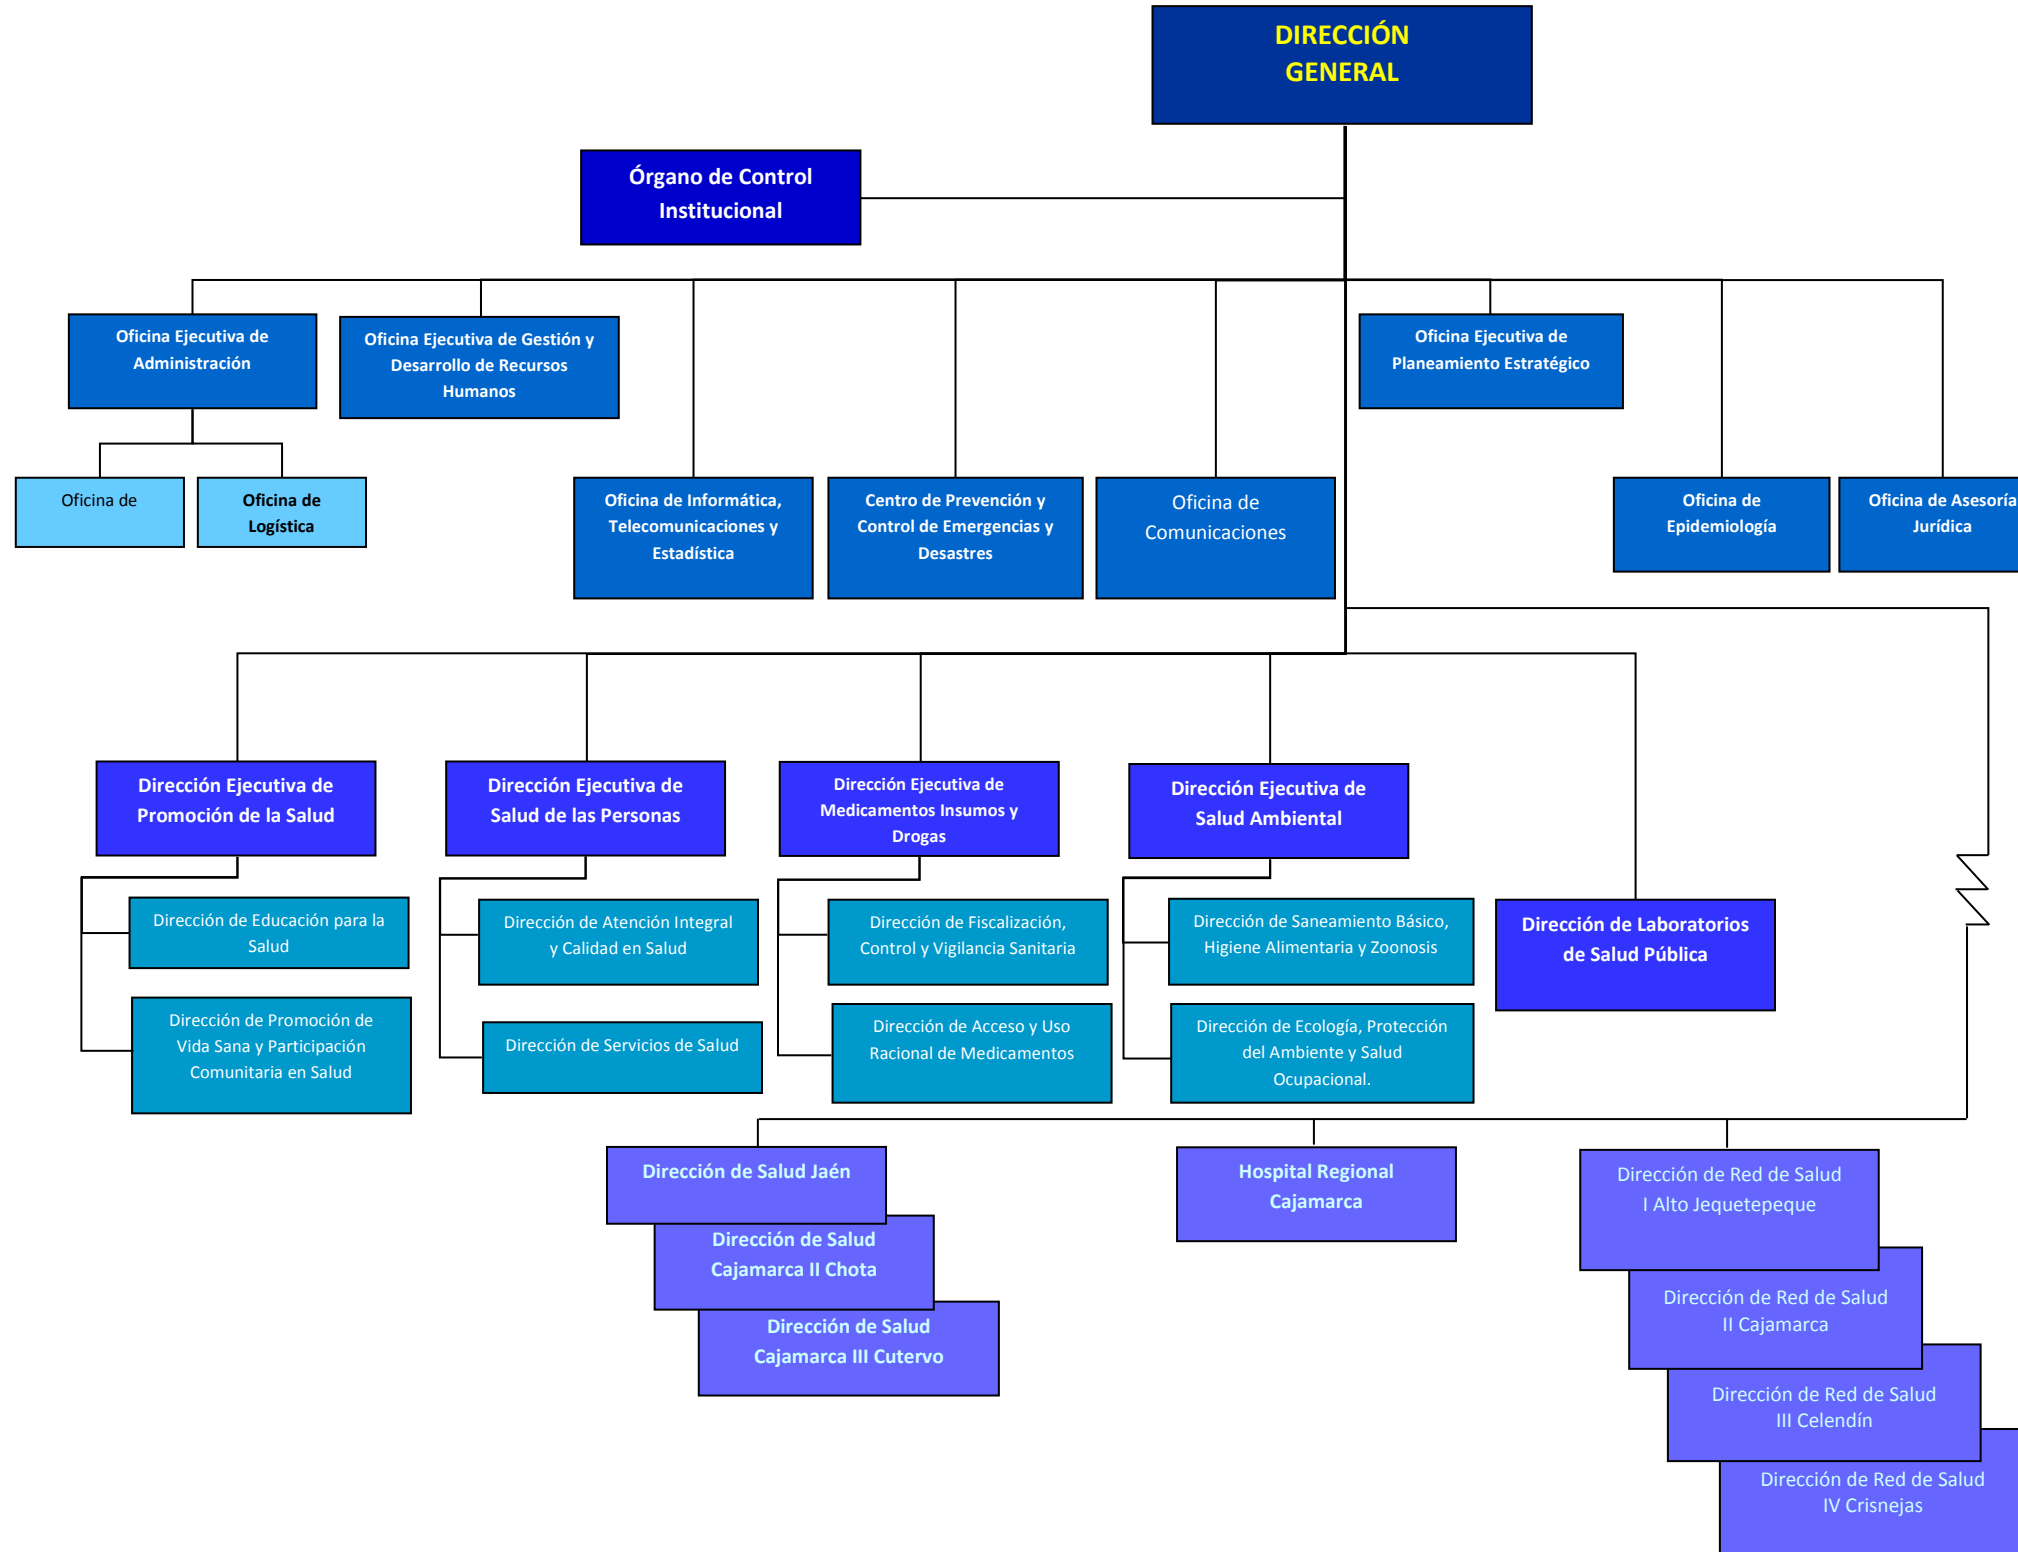 DIRECCIÓN
GENERAL
Órgano de Control
Institucional
Oficina Ejecutiva de
Administración
Oficina Ejecutiva de Gestión y
Desarrollo de Recursos
Humanos
Oficina Ejecutiva de
Planeamiento Estratégico
Oficina de
Oficina de
Logística
Oficina de Informática,
Telecomunicaciones y
Estadística
Centro de Prevención y
Control de Emergencias y
Desastres
Oficina de
Comunicaciones
Oficina de
Epidemiología
Oficina de Asesoría
Jurídica
Dirección Ejecutiva de
Promoción de la Salud
Dirección Ejecutiva de
Salud de las Personas
Dirección Ejecutiva de
Medicamentos Insumos y
Drogas
Dirección Ejecutiva de
Salud Ambiental
Dirección de Educación para la
Salud
Dirección de Atención Integral
y Calidad en Salud
Dirección de Fiscalización,
Control y Vigilancia Sanitaria
Dirección de Saneamiento Básico,
Higiene Alimentaria y Zoonosis
Dirección de Laboratorios
de Salud Pública
Dirección de Promoción de
Vida Sana y Participación
Comunitaria en Salud
Dirección de Servicios de Salud
Dirección de Acceso y Uso
Racional de Medicamentos
Dirección de Ecología, Protección
del Ambiente y Salud
Ocupacional.
Dirección de Salud Jaén
Dirección de Salud
Cajamarca II Chota
Dirección de Salud
Cajamarca III Cutervo
Hospital Regional
Cajamarca
Dirección de Red de Salud
I Alto Jequetepeque
Dirección de Red de Salud
II Cajamarca
Dirección de Red de Salud
III Celendín
Dirección de Red de Salud
IV Crisnejas